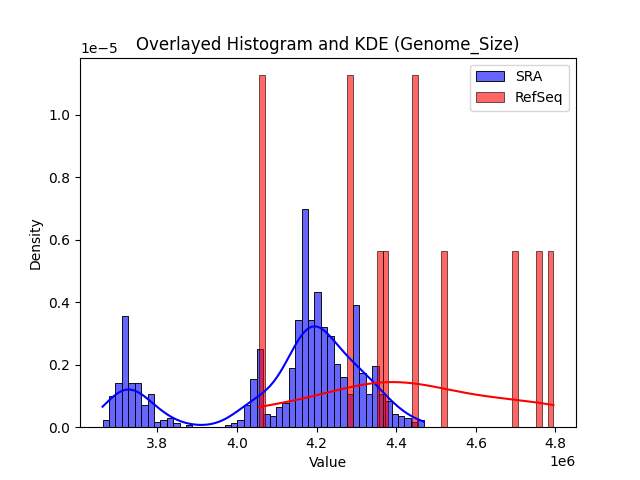 Overlayed Histogram and KDE (Genome_Size)
1e−5
SRA
RefSeq
1.0
0.8
0.6
0.4
0.2
0.0
Density
3.8
4.0
4.2
4.4
4.6
4.8
1e6
Value